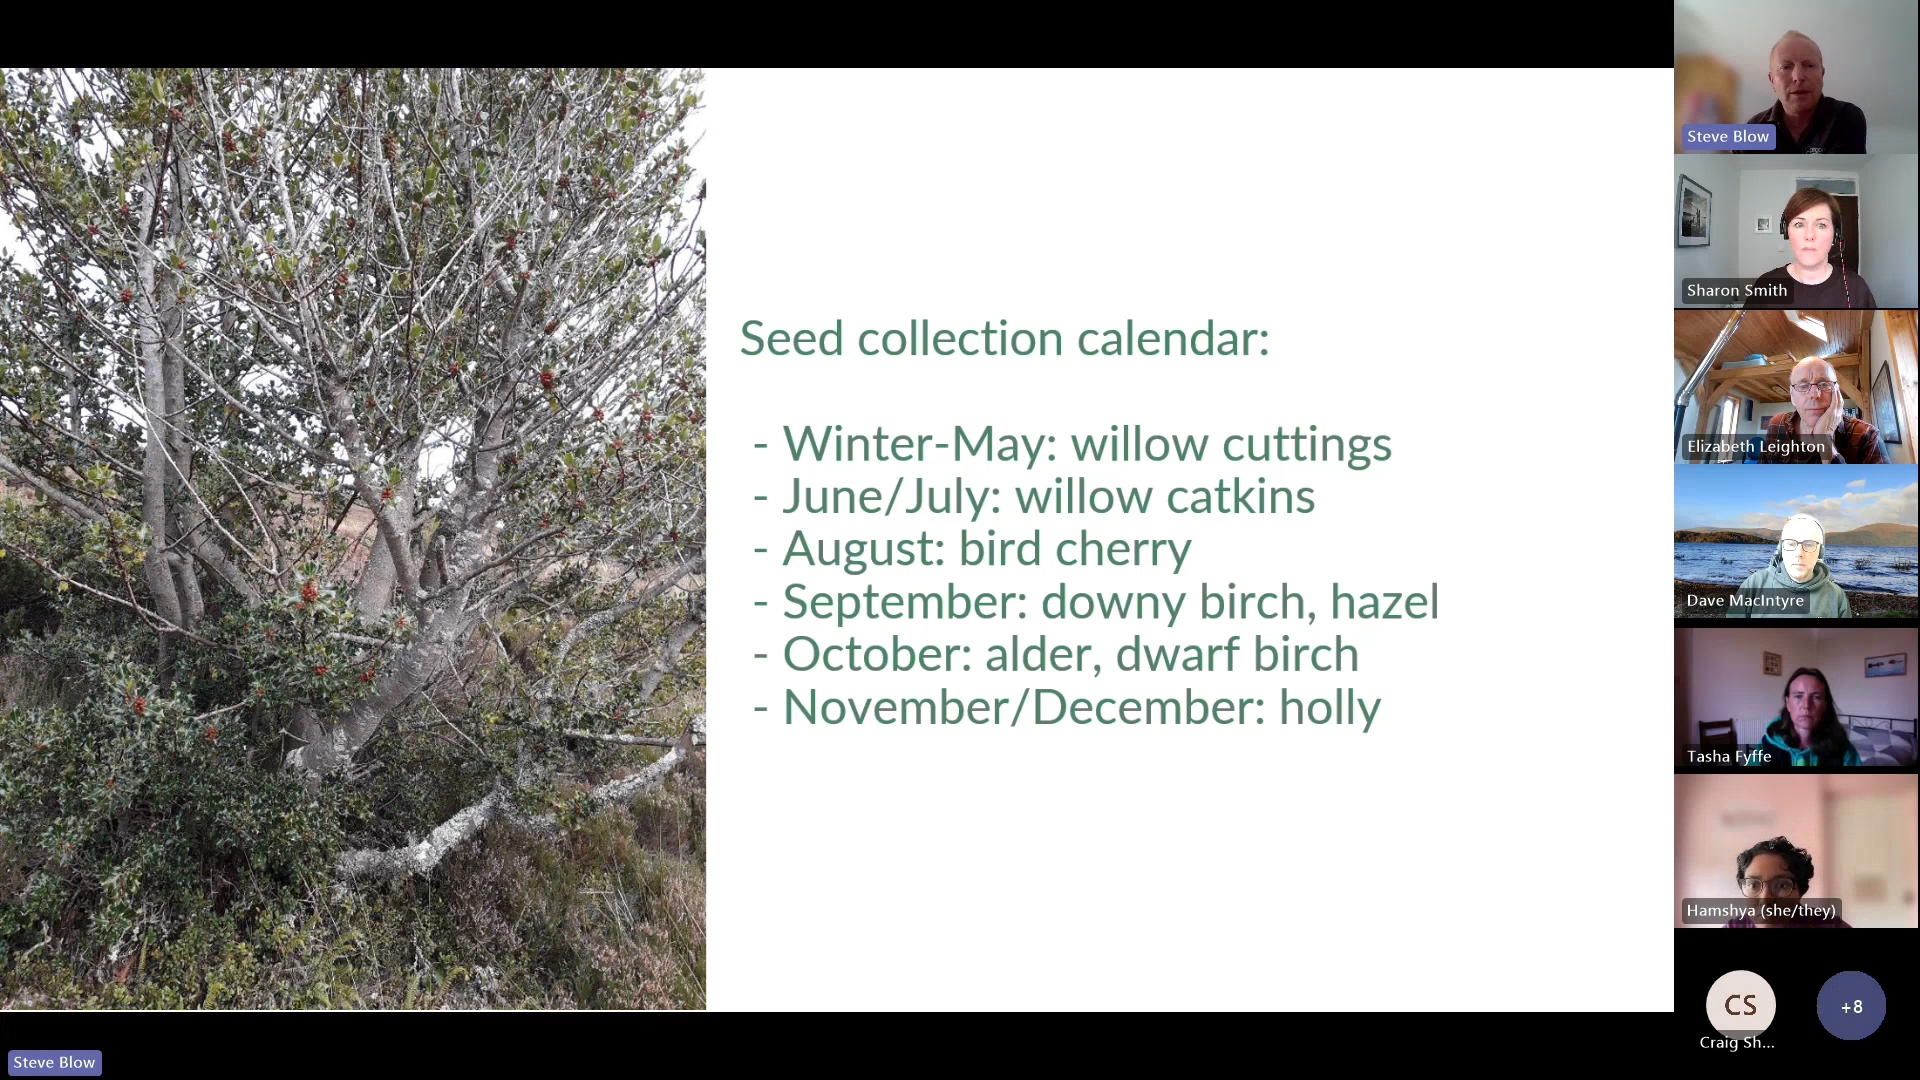 Seed collection calendar:
- Winter-May: willow cuttings
- June/July: willow catkins
- August: bird cherry
- September: downy birch, hazel
- October: alder, dwarf birch
- November/December: holly
Steve Blow
Sharon Smith
Elizabeth Leighton
Dave MacIntyre
Tasha Fyffe
Hamshya (she/they)
CS
+8
Craig Sh...
Steve Blow